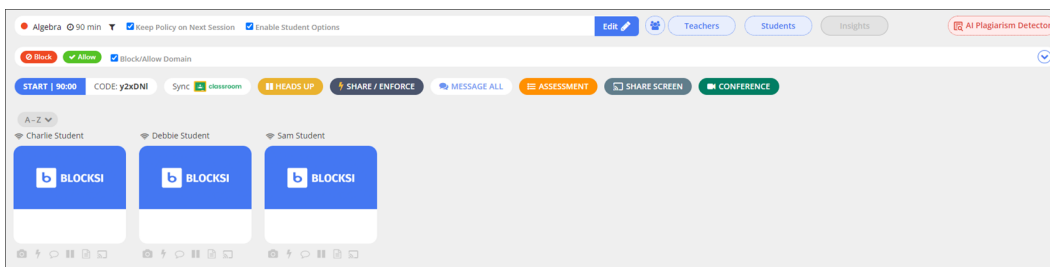 Algebra 90 min Keep Policy on Next Session Enable Student Options Edit Teachers Students Insights AI Plagiarism Detector
Block Allow Block/Allow Domain
START | 90:00 CODE: y2xDNl Sync classroom HEADS UP SHARE / ENFORCE MESSAGE ALL ASSESSMENT SHARE SCREEN CONFERENCE
A-Z
Charlie Student Debbie Student Sam Student
b BLOCKSI b BLOCKSI b BLOCKSI